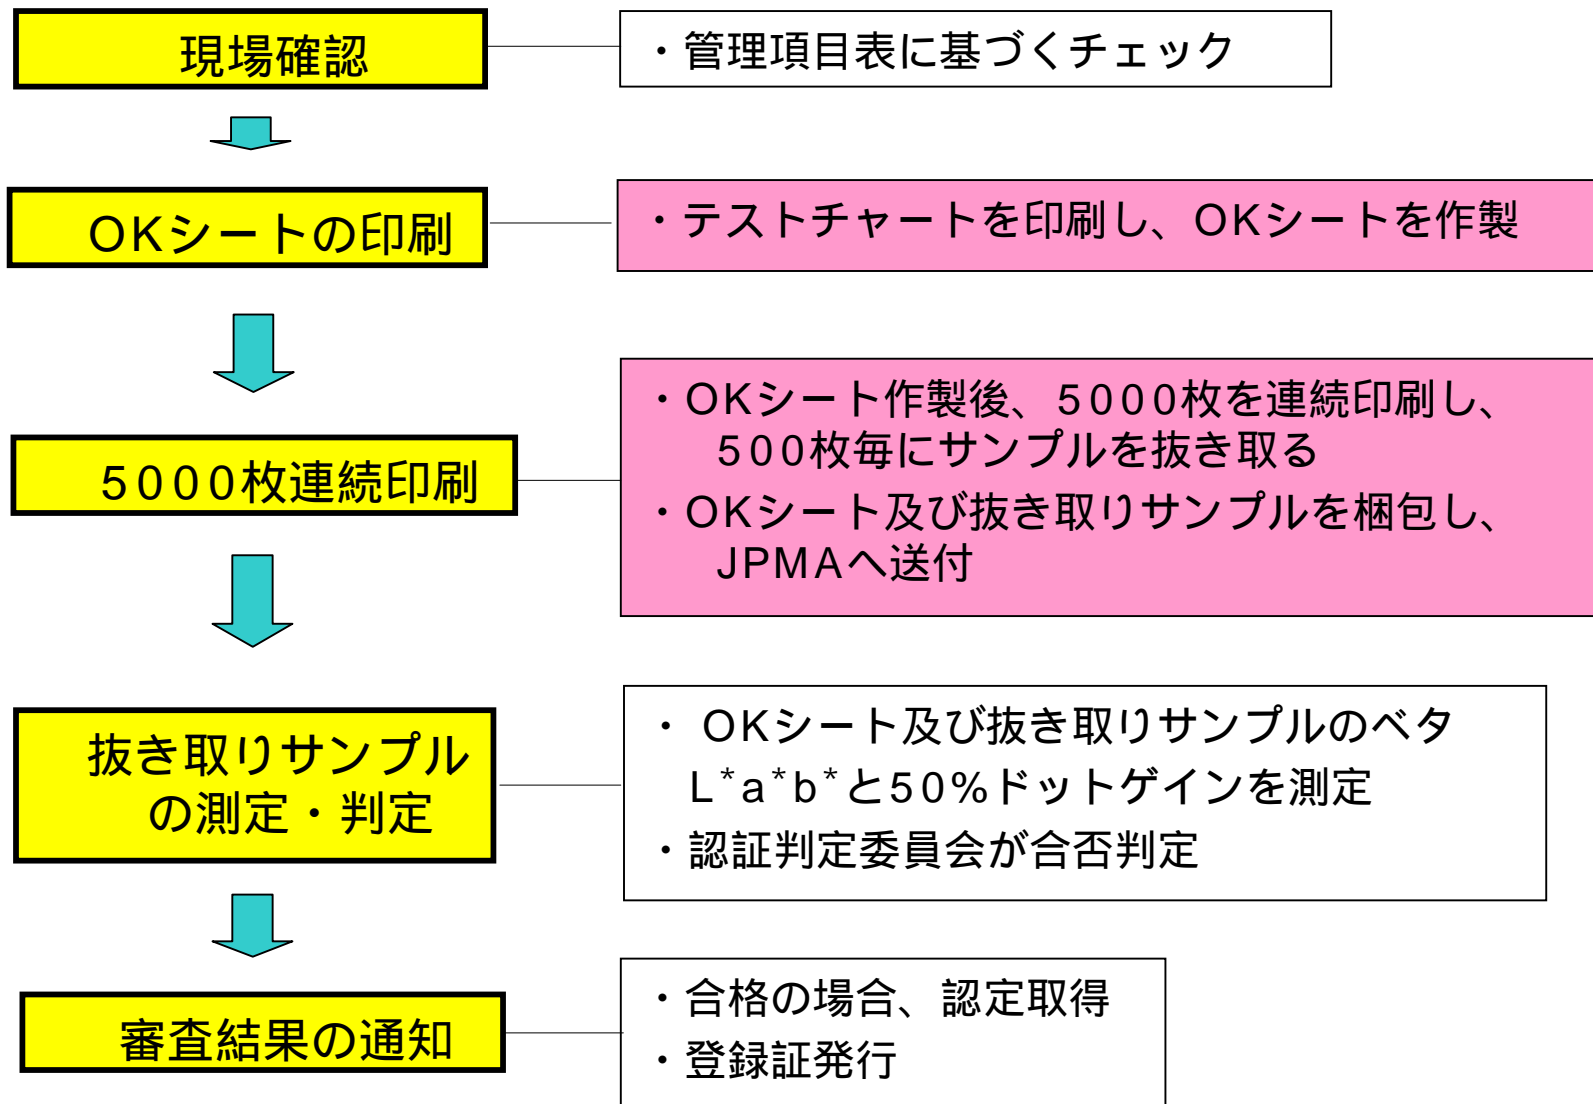 現場確認
・管理項目表に基づくチェック
OKシートの印刷
・テストチャートを印刷し、OKシートを作製
5000枚連続印刷
・OKシート作製後、5000枚を連続印刷し、
500枚毎にサンプルを抜き取る
・OKシート及び抜き取りサンプルを梱包し、
JPMAへ送付
抜き取りサンプル
の測定・判定
・ OKシート及び抜き取りサンプルのベタ
L*a*b*と50%ドットゲインを測定
・認証判定委員会が合否判定
審査結果の通知
・合格の場合、認定取得
・登録証発行